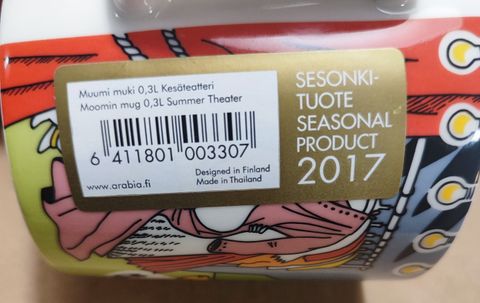 Muumi muki 0,3L Kesäteatteri
Moomin mug 0,3L Summer Theater
6 411801 003307
www.arabia.fi
Designed in Finland
Made in Thailand
SESONKI-
TUOTE
SEASONAL
PRODUCT
2017